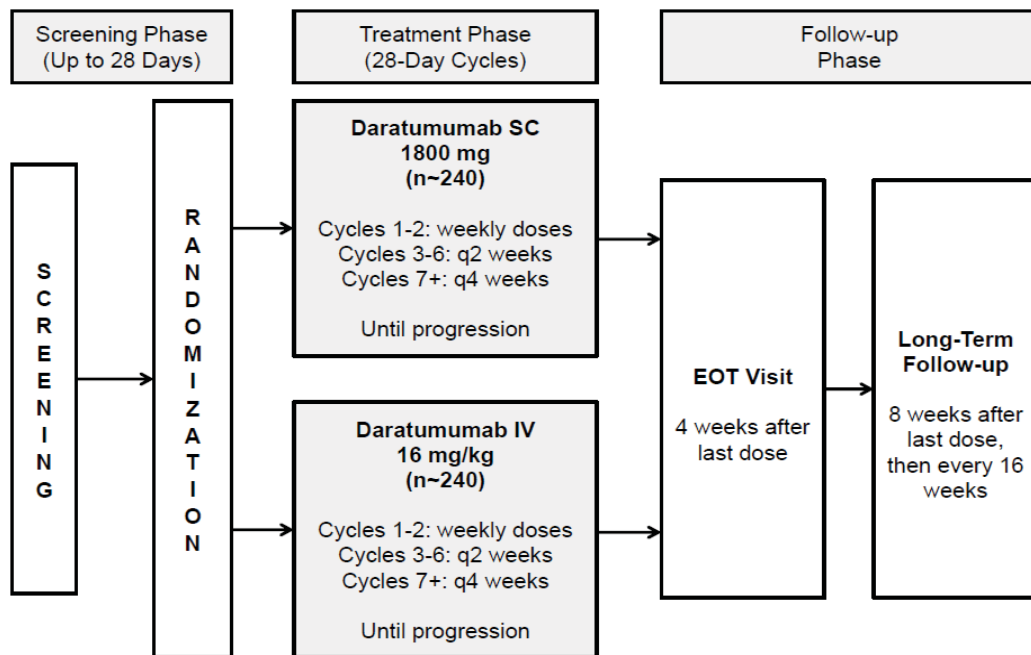 Screening Phase
(Up to 28 Days)
Treatment Phase
(28-Day Cycles)
Follow-up
Phase
SCREENING
RANDOMIZATION
Daratumumab SC
1800 mg
(n~240)
Cycles 1-2: weekly doses
Cycles 3-6: q2 weeks
Cycles 7+: q4 weeks
Until progression
Daratumumab IV
16 mg/kg
(n~240)
Cycles 1-2: weekly doses
Cycles 3-6: q2 weeks
Cycles 7+: q4 weeks
Until progression
EOT Visit
4 weeks after
last dose
Long-Term
Follow-up
8 weeks after
last dose,
then every 16
weeks